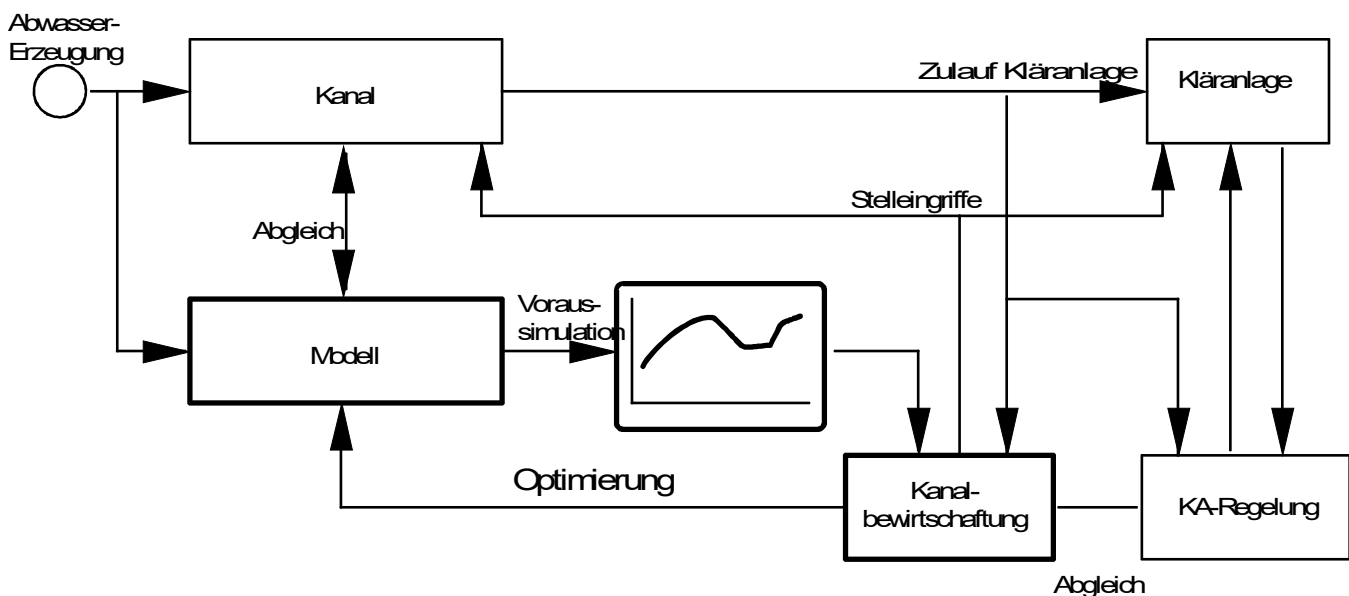 Abwasser-
Erzeugung
Kanal
Zulauf Kläranlage
Kläranlage
Stelleingriffe
Abgleich
Voraus-
simulation
Modell
Optimierung
Kanal-
bewirtschaftung
KA-Regelung
Abgleich